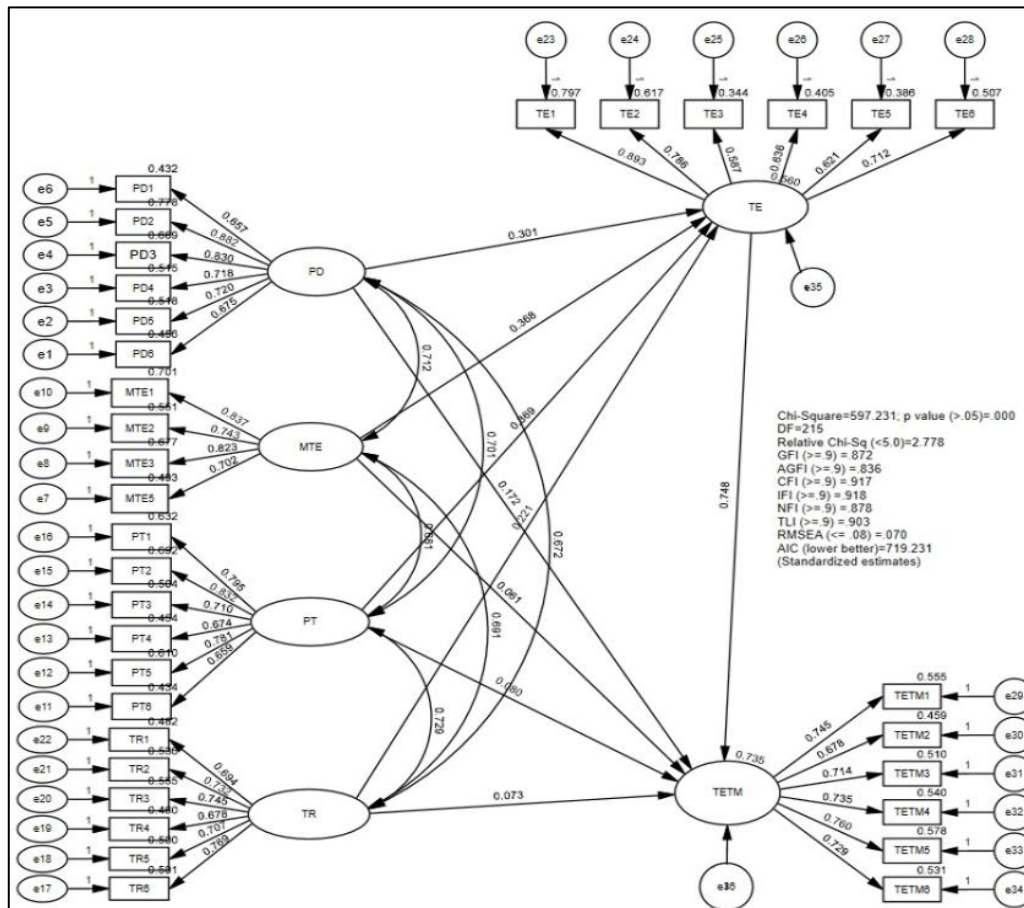 e23 e24 e25 e26 e27 e28
1 1 1 1 1 1
0.797 0.617 0.344 0.405 0.386 0.507
TE1 TE2 TE3 TE4 TE5 TE6
0.893 0.786 0.587 0.636 0.621 0.712
0.560
TE
e35
0.432
e6 1 PD1 0.657
0.778
e5 1 PD2 0.882
0.689
e4 1 PD3 0.830
0.515
e3 1 PD4 0.718
0.518
e2 1 PD5 0.720
0.456
e1 1 PD6 0.675
PD
0.301
0.701
e10 1 MTE1 0.837
0.551
e9 1 MTE2 0.743
0.677
e8 1 MTE3 0.823
0.493
e7 1 MTE5 0.702
MTE
0.368
0.712
0.369
0.701
0.172
0.221
0.672
0.748
Chi-Square=597.231; p value (>.05)=.000
DF=215
Relative Chi-Sq (<5.0)=2.778
GFI (>=.9) =.872
AGFI (>=.9) =.836
CFI (>=.9) =.917
IFI (>=.9) =.918
NFI (>=.9) =.878
TLI (>=.9) =.903
RMSEA (<= .08) =.070
AIC (lower better)=719.231
(Standardized estimates)
0.632
e16 1 PT1 0.795
0.692
e15 1 PT2 0.832
0.504
e14 1 PT3 0.710
0.454
e13 1 PT4 0.674
0.610
e12 1 PT5 0.781
0.434
e11 1 PT6 0.659
PT
0.681
0.061
0.691
0.080
0.729
0.482
e22 1 TR1 0.694
0.536
e21 1 TR2
0.555
e20 1 TR3 0.745
0.460
e19 1 TR4 0.678
0.500
e18 1 TR5 0.707
0.591
e17 1 TR6 0.769
TR
0.073
0.735
TETM
e36
0.555
0.745 TETM1 1 e29
0.459
0.678 TETM2 1 e30
0.510
0.714 TETM3 1 e31
0.540
0.735 TETM4 1 e32
0.578
0.760 TETM5 1 e33
0.531
0.729 TETM6 1 e34